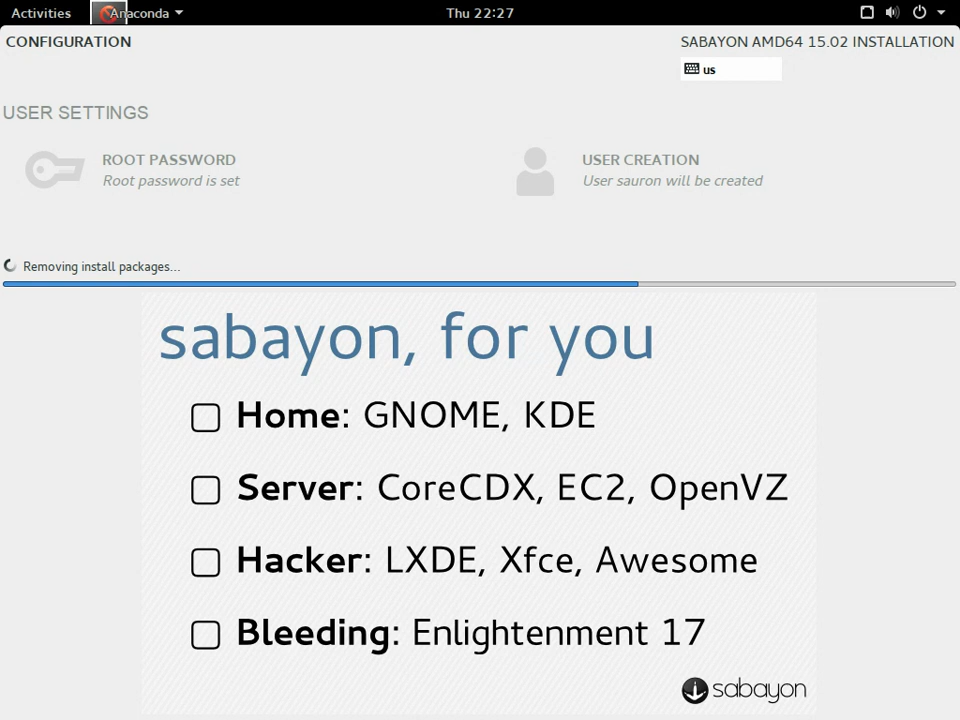 Activities Anaconda Thu 22:27
CONFIGURATION SABAYON AMD64 15.02 INSTALLATION
us
USER SETTINGS
ROOT PASSWORD
Root password is set
USER CREATION
User sauron will be created
Removing install packages...
sabayon, for you
Home: GNOME, KDE
Server: CoreCDX, EC2, OpenVZ
Hacker: LXDE, Xfce, Awesome
Bleeding: Enlightenment 17
sabayon